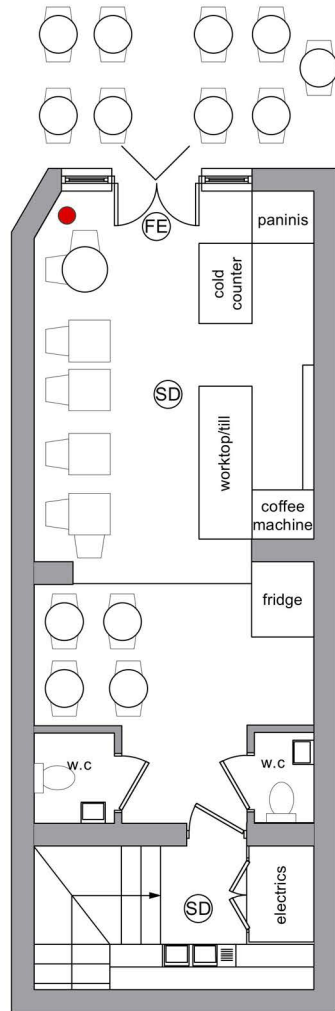 paninis
FE
cold
counter
SD
worktop/till
coffee
machine
fridge
w.c
w.c
SD
electrics